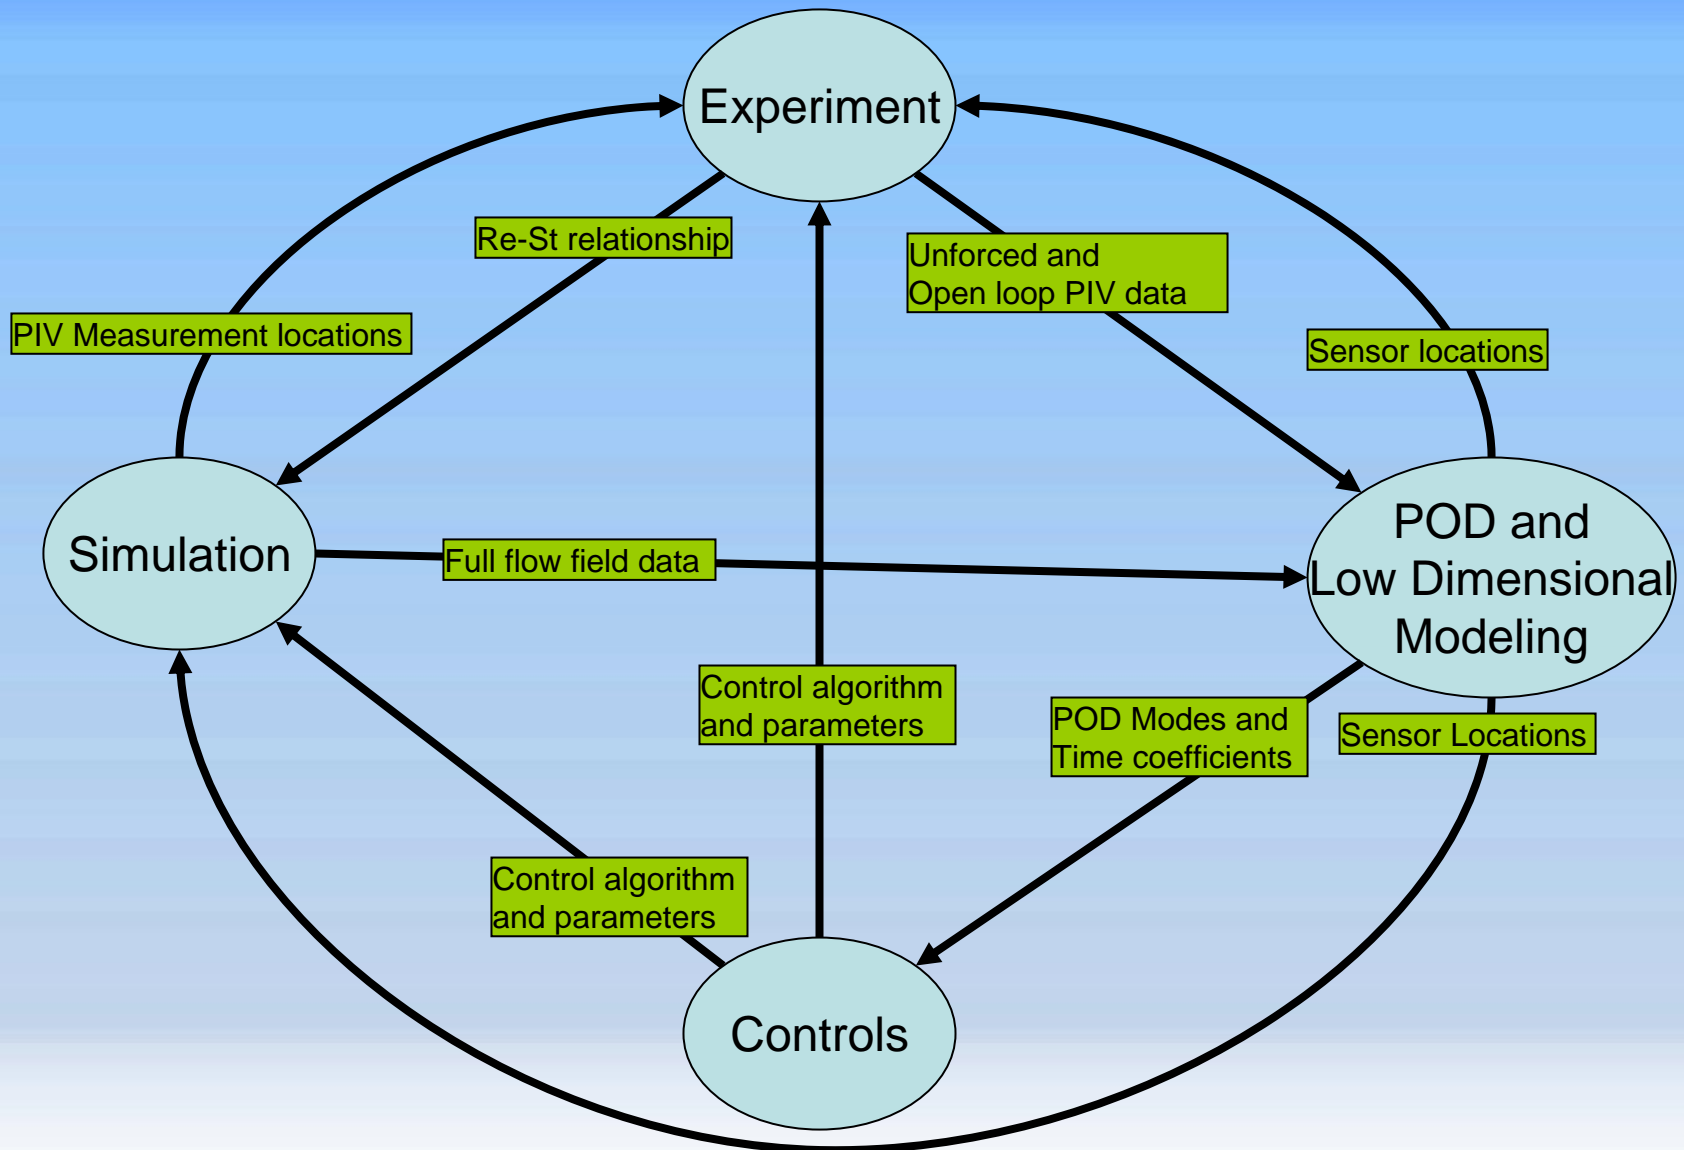 Experiment
Re-St relationship
Unforced and
Open loop PIV data
PIV Measurement locations
Sensor locations
Simulation
Full flow field data
POD and
Low Dimensional
Modeling
Control algorithm
and parameters
POD Modes and
Time coefficients
Sensor Locations
Control algorithm
and parameters
Controls